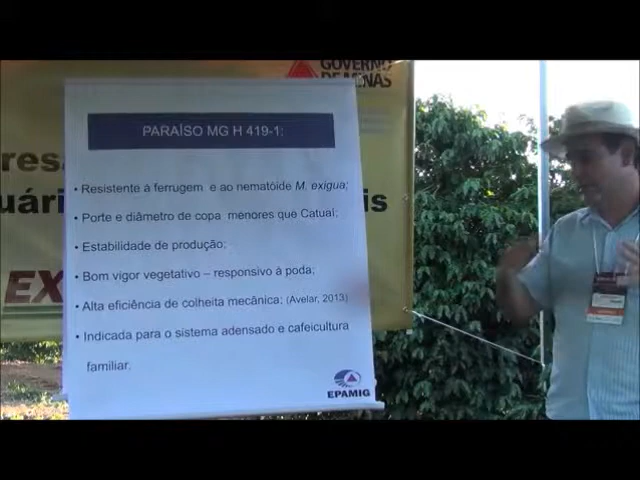 GOVERNO
DE MINAS
PARAÍSO MG H 419-1:
• Resistente à ferrugem e ao nematóide M. exigua;
• Porte e diâmetro de copa menores que Catuaí;
• Estabilidade de produção;
• Bom vigor vegetativo – responsivo à poda;
• Alta eficiência de colheita mecânica; (Avelar, 2013)
• Indicada para o sistema adensado e cafeicultura
familiar.
EPAMIG